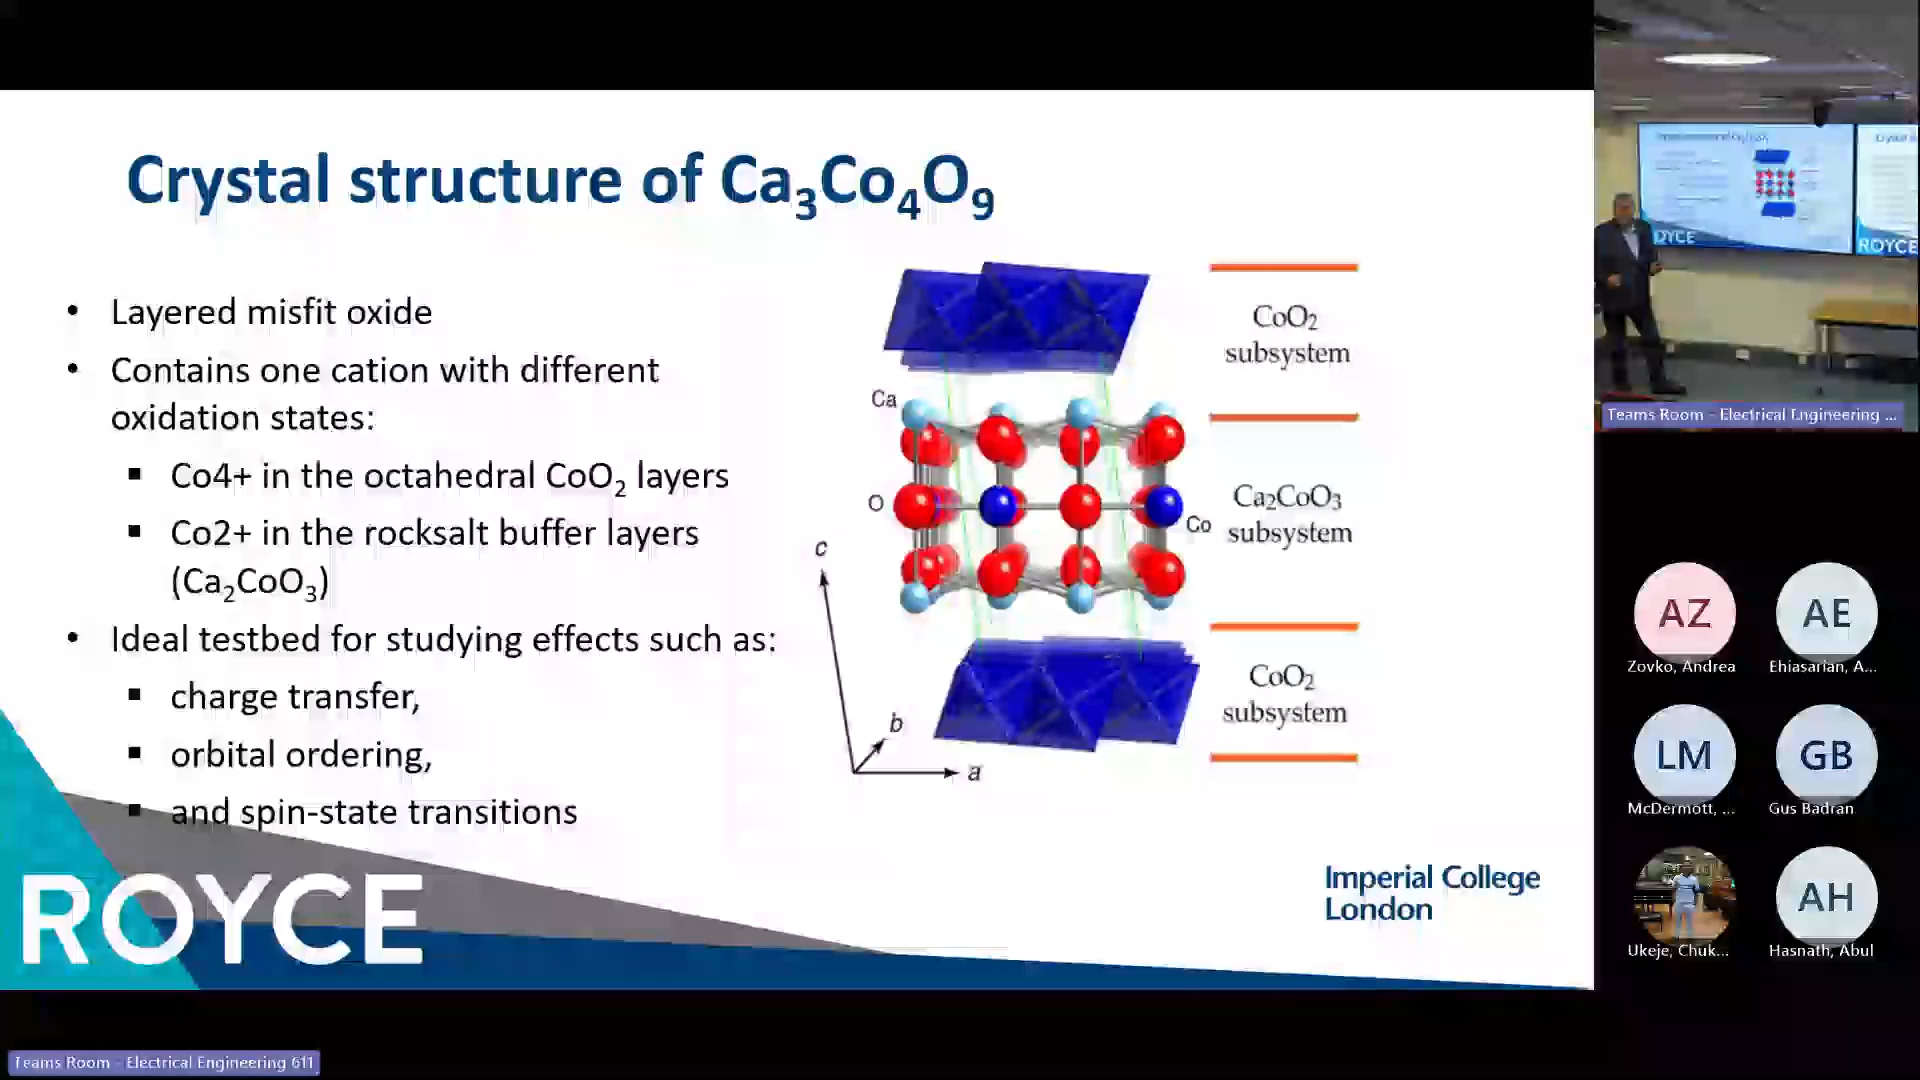 Crystal structure of Ca₃Co₄O₉
• Layered misfit oxide
• Contains one cation with different
oxidation states:
▪ Co4+ in the octahedral CoO₂ layers
▪ Co2+ in the rocksalt buffer layers
(Ca₂CoO₃)
• Ideal testbed for studying effects such as:
▪ charge transfer,
▪ orbital ordering,
▪ and spin-state transitions
CoO₂
subsystem
Ca
O
Co
Ca₂CoO₃
subsystem
CoO₂
subsystem
c
b
a
ROYCE
Imperial College
London
OYCE
ROYCE
Teams Room - Electrical Engineering ...
AZ
Zovko, Andrea
AE
Ehiasarian, A...
LM
McDermott, ...
GB
Gus Badran
Ukeje, Chuk...
AH
Hasnath, Abul
Teams Room - Electrical Engineering 611